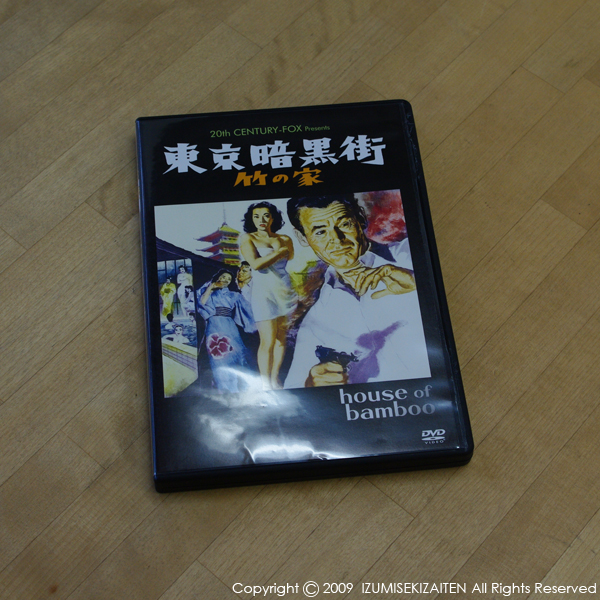 20th CENTURY-FOX Presents
東京暗黒街
竹の家
house of
bamboo
DVD
VIDEO
Copyright © 2009 IZUMISEKIZAITEN All Rights Reserved